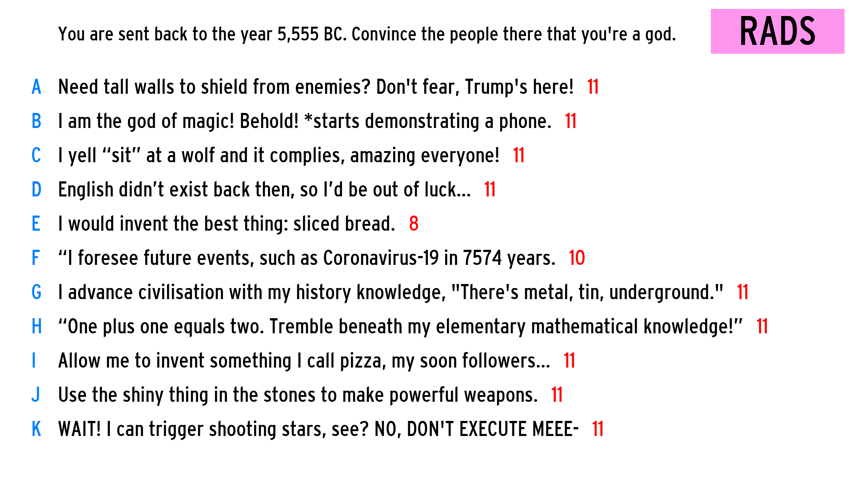 You are sent back to the year 5,555 BC. Convince the people there that you're a god.
RADS
A Need tall walls to shield from enemies? Don't fear, Trump's here! 11
B I am the god of magic! Behold! *starts demonstrating a phone. 11
C I yell “sit” at a wolf and it complies, amazing everyone! 11
D English didn’t exist back then, so I’d be out of luck... 11
E I would invent the best thing: sliced bread. 8
F “I foresee future events, such as Coronavirus-19 in 7574 years. 10
G I advance civilisation with my history knowledge, "There's metal, tin, underground." 11
H “One plus one equals two. Tremble beneath my elementary mathematical knowledge!” 11
I Allow me to invent something I call pizza, my soon followers... 11
J Use the shiny thing in the stones to make powerful weapons. 11
K WAIT! I can trigger shooting stars, see? NO, DON'T EXECUTE MEEE- 11